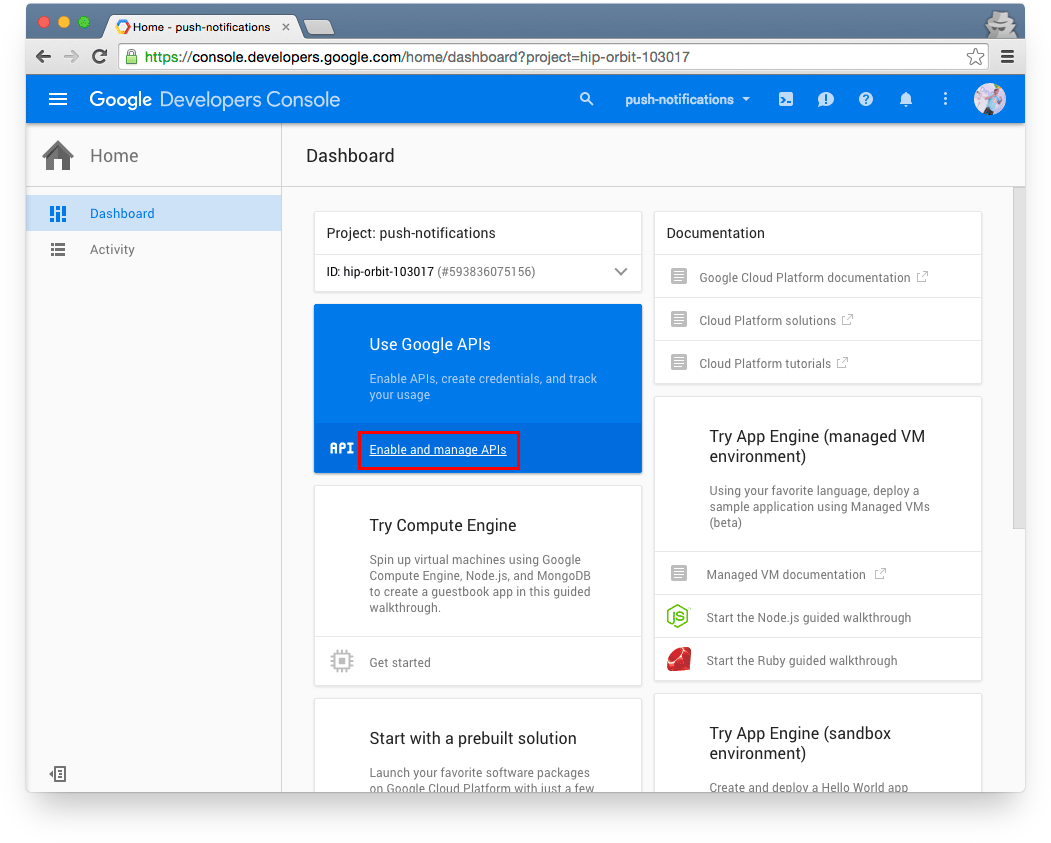 Home - push-notifications
https://console.developers.google.com/home/dashboard?project=hip-orbit-103017
Google Developers Console
push-notifications
Home
Dashboard
Activity
Dashboard
Project: push-notifications
ID: hip-orbit-103017 (#593836075156)
Use Google APIs
Enable APIs, create credentials, and track
your usage
API
Enable and manage APIs
Try Compute Engine
Spin up virtual machines using Google
Compute Engine, Node.js, and MongoDB
to create a guestbook app in this guided
walkthrough.
Get started
Start with a prebuilt solution
Launch your favorite software packages
on Google Cloud Platform with just a few
Documentation
Google Cloud Platform documentation
Cloud Platform solutions
Cloud Platform tutorials
Try App Engine (managed VM
environment)
Using your favorite language, deploy a
sample application using Managed VMs
(beta)
Managed VM documentation
JS
Start the Node.js guided walkthrough
Start the Ruby guided walkthrough
Try App Engine (sandbox
environment)
Create and deploy a Hello World app